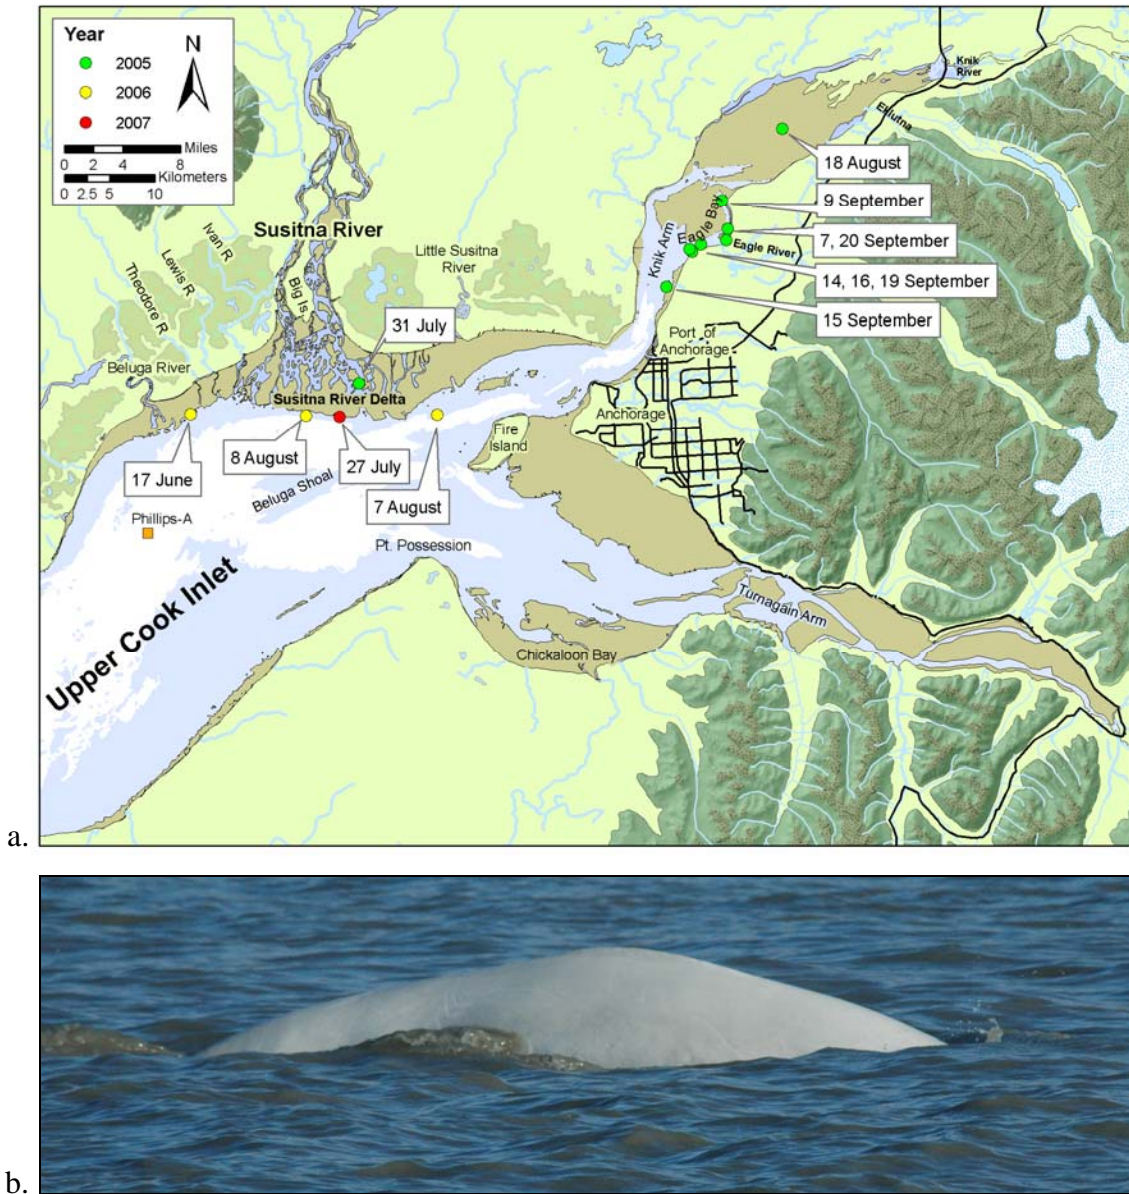 Year
N
2005
2006
2007
Miles
0 2 4 8
Kilometers
0 2.5 5 10
Knik
River
Eklutna
18 August
9 September
Eagle Bay
7, 20 September
Eagle River
Knik Arm
14, 16, 19 September
15 September
Susitna River
Ivan R
Lewis R
Theodore R
Big Is.
Little Susitna
River
31 July
Beluga River
Port of
Anchorage
Susitna River Delta
Anchorage
Fire
Island
17 June
8 August
27 July
7 August
Beluga Shoal
Phillips-A
Pt. Possession
Upper Cook Inlet
Turnagain Arm
Chickaloon Bay
a.
b.